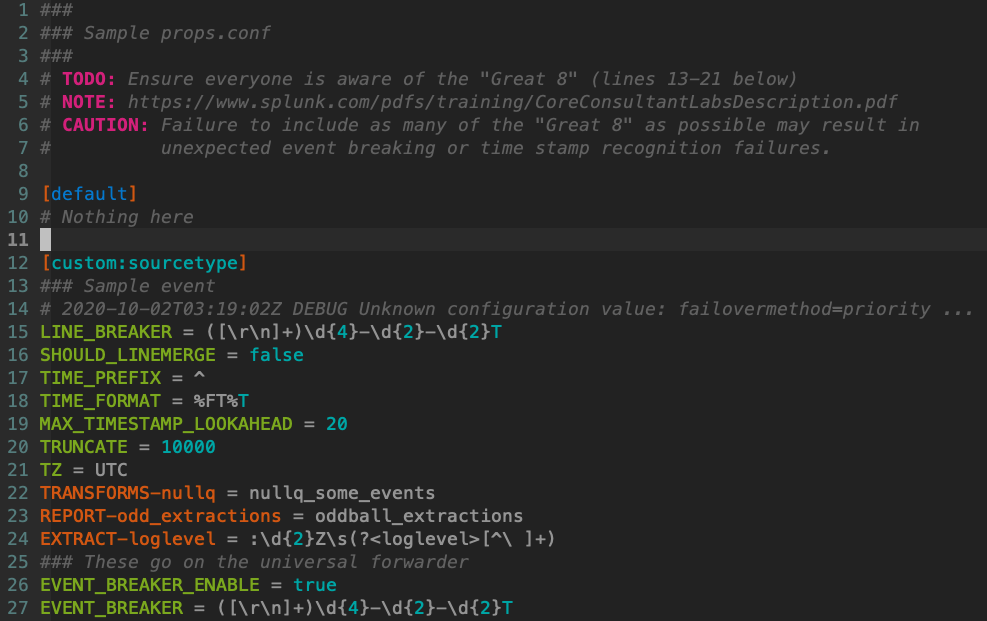 1 ###
2 ### Sample props.conf
3 ###
4 # TODO: Ensure everyone is aware of the "Great 8" (lines 13-21 below)
5 # NOTE: https://www.splunk.com/pdfs/training/CoreConsultantLabsDescription.pdf
6 # CAUTION: Failure to include as many of the "Great 8" as possible may result in
7 #          unexpected event breaking or time stamp recognition failures.
8
9 [default]
10 # Nothing here
11
12 [custom:sourcetype]
13 ### Sample event
14 # 2020-10-02T03:19:02Z DEBUG Unknown configuration value: failovermethod=priority ...
15 LINE_BREAKER = ([\r\n]+)\d{4}-\d{2}-\d{2}T
16 SHOULD_LINEMERGE = false
17 TIME_PREFIX = ^
18 TIME_FORMAT = %FT%T
19 MAX_TIMESTAMP_LOOKAHEAD = 20
20 TRUNCATE = 10000
21 TZ = UTC
22 TRANSFORMS-nullq = nullq_some_events
23 REPORT-odd_extractions = oddball_extractions
24 EXTRACT-loglevel = :\d{2}Z\s(?<loglevel>[^\ ]+)
25 ### These go on the universal forwarder
26 EVENT_BREAKER_ENABLE = true
27 EVENT_BREAKER = ([\r\n]+)\d{4}-\d{2}-\d{2}T